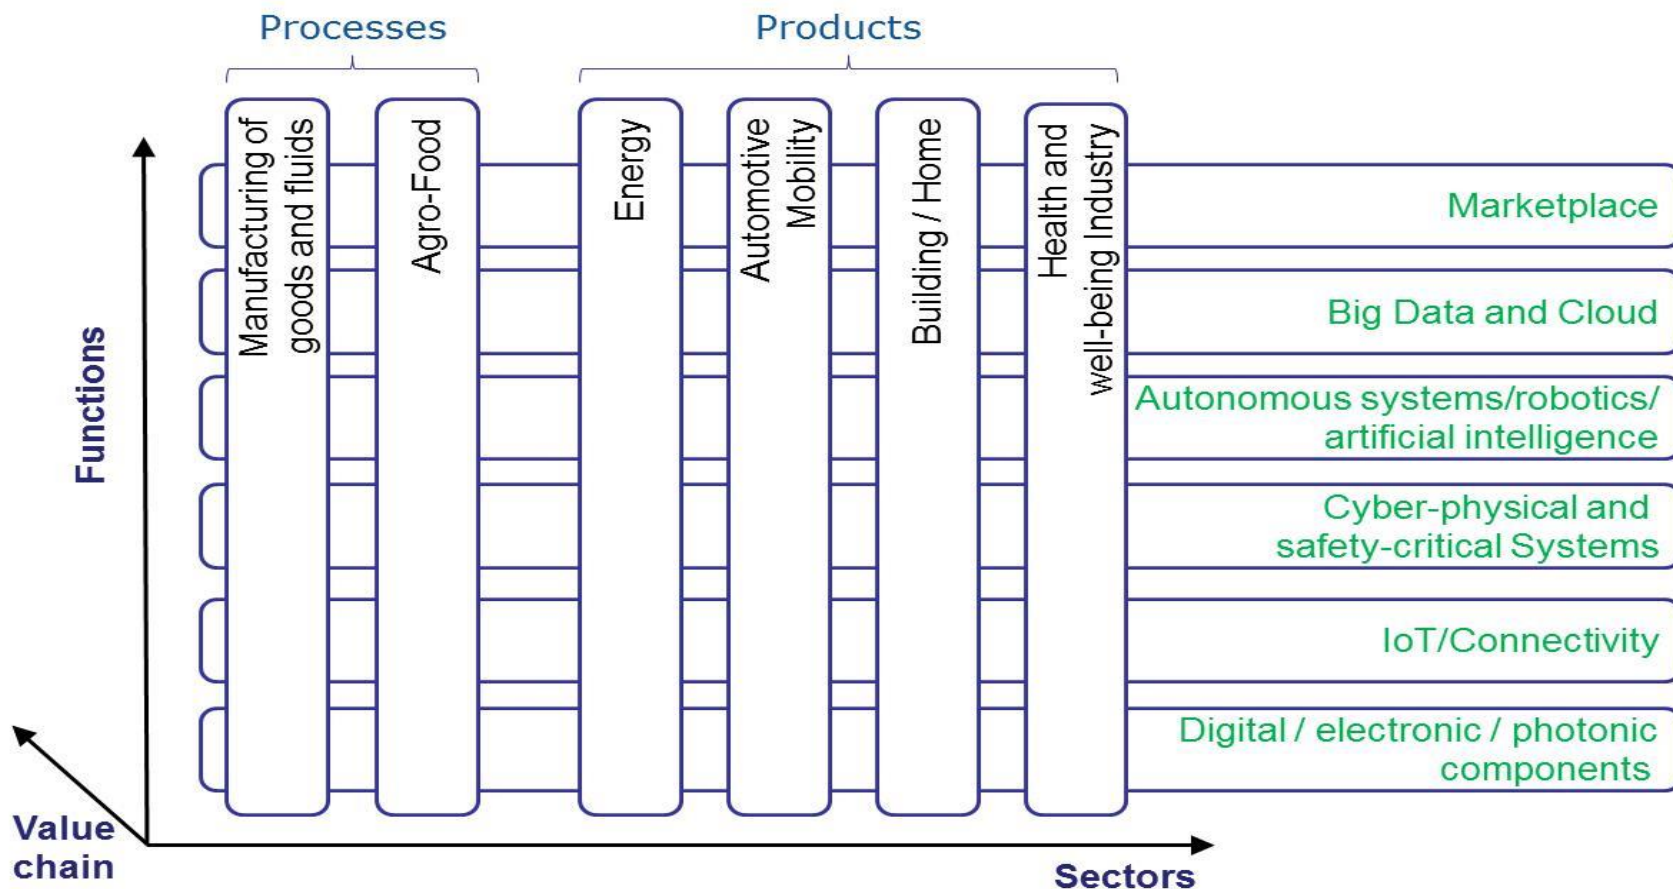 Processes
Products
Manufacturing of
goods and fluids
Agro-Food
Energy
Automotive
Mobility
Building / Home
Health and
well-being Industry
Functions
Marketplace
Big Data and Cloud
Autonomous systems/robotics/
artificial intelligence
Cyber-physical and
safety-critical Systems
IoT/Connectivity
Digital / electronic / photonic
components
Value
chain
Sectors